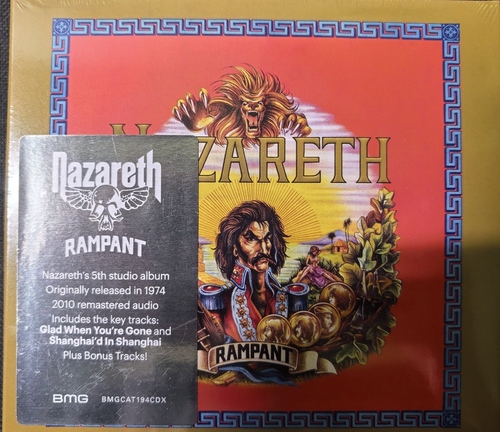 NAZARETH
Nazareth
RAMPANT
Nazareth's 5th studio album
Originally released in 1974
2010 remastered audio
Includes the key tracks:
Glad When You're Gone and
Shanghai'd In Shanghai
Plus Bonus Tracks!
BMG BMGCAT194CDX
RAMPANT